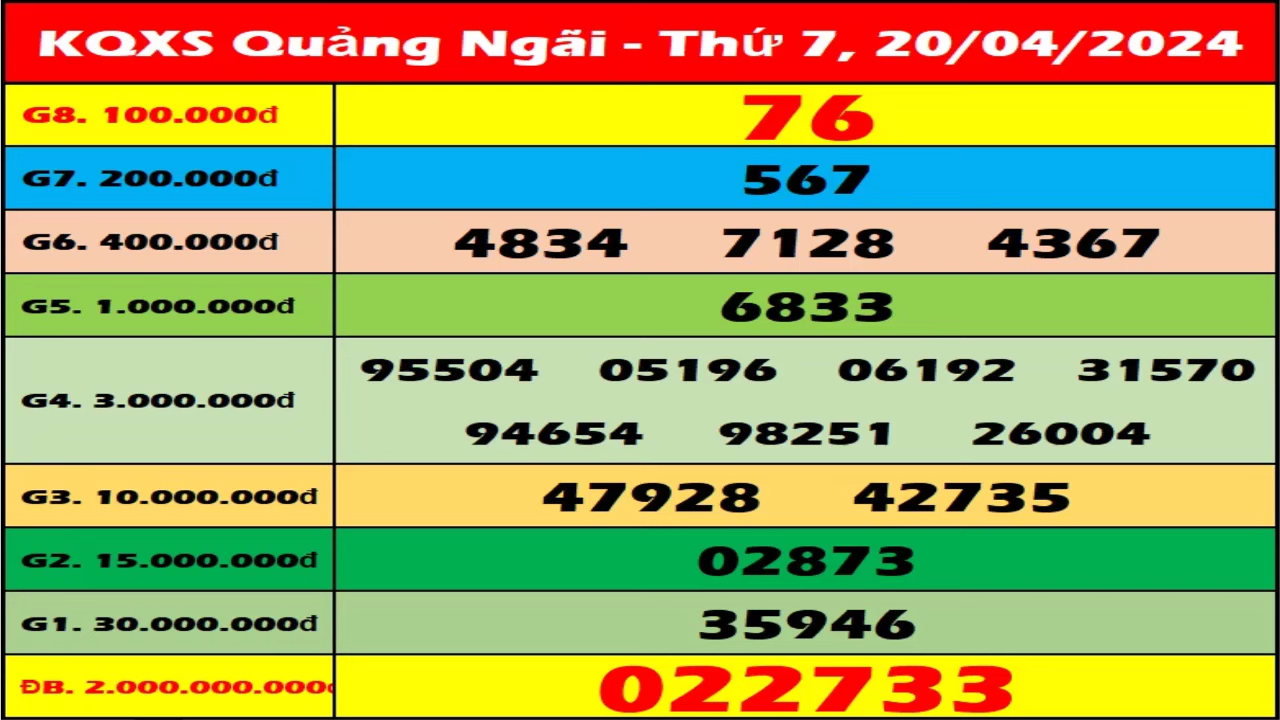 KQXS Quảng Ngãi - Thứ 7, 20/04/2024
G8. 100.000đ 76
G7. 200.000đ 567
G6. 400.000đ 4834 7128 4367
G5. 1.000.000đ 6833
G4. 3.000.000đ 95504 05196 06192 31570
94654 98251 26004
G3. 10.000.000đ 47928 42735
G2. 15.000.000đ 02873
G1. 30.000.000đ 35946
ĐB. 2.000.000.000đ 022733